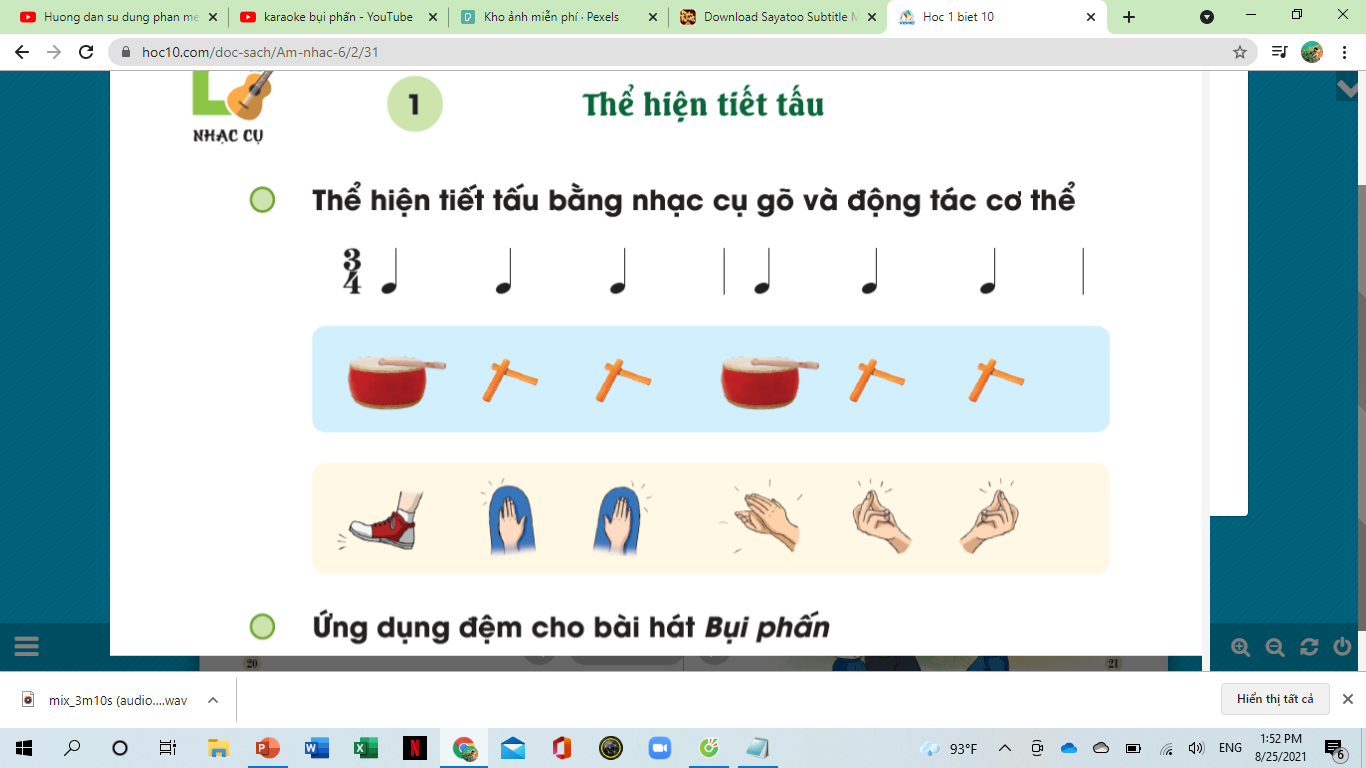 Huong dan su dung phan me
karaoke bụi phấn - YouTube
Kho ảnh miễn phí · Pexels
Download Sayatoo Subtitle M
Hoc 1 biet 10
hoc10.com/doc-sach/Am-nhac-6/2/31
NHẠC CỤ
1
Thể hiện tiết tấu
Thể hiện tiết tấu bằng nhạc cụ gõ và động tác cơ thể
3
4
Ứng dụng đệm cho bài hát Bụi phấn
20
21
mix_3m10s (audio....wav
Hiển thị tất cả
93°F
ENG
1:52 PM
8/25/2021
6